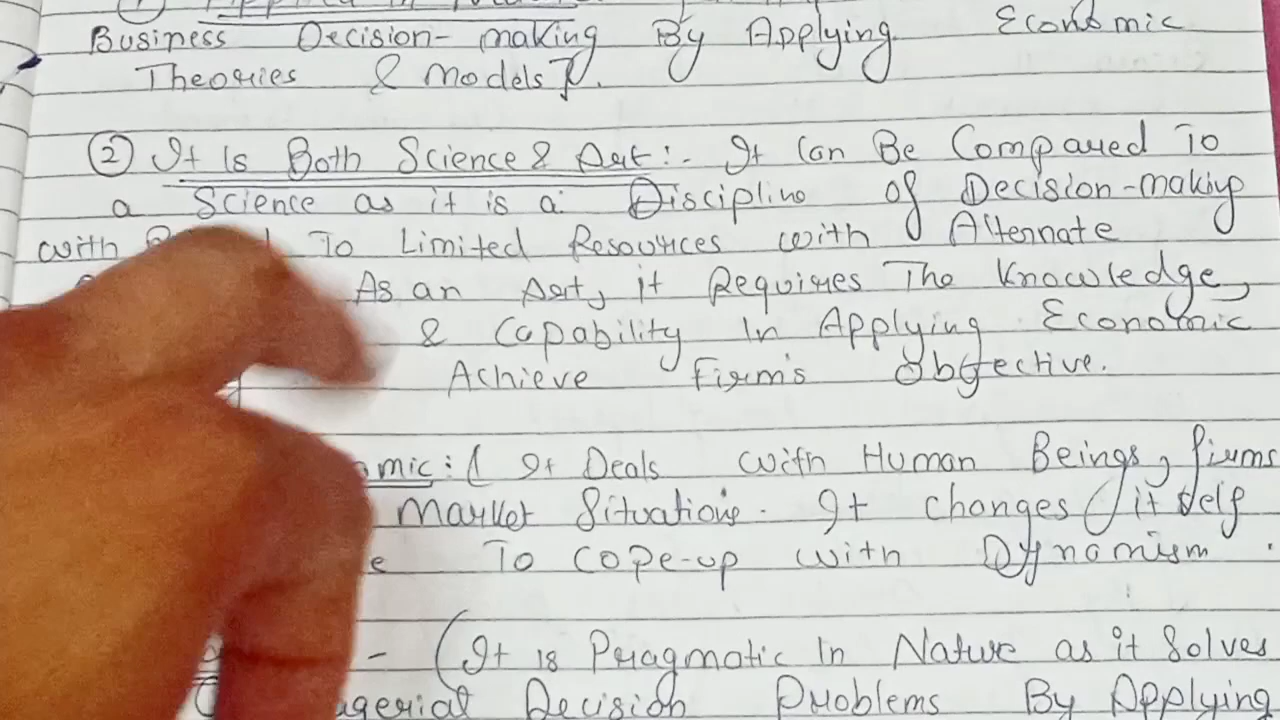 Business Decision-making By Applying Economic
Theories & Models.
② It Is Both Science & Art:- It Can Be Compared To
a Science as it is a Discipline of Decision-making
with To Limited Resources with Alternate
As an Art, it Requires The Knowledge,
& Capability In Applying Economic
Achieve Firm's Objective.
mic:( It Deals with Human Beings, firms
Market Situations. It changes it self
e To Cope-up with Dynamism.
- (It is Pragmatic In Nature as it Solves
agerial Decision Problems By Applying